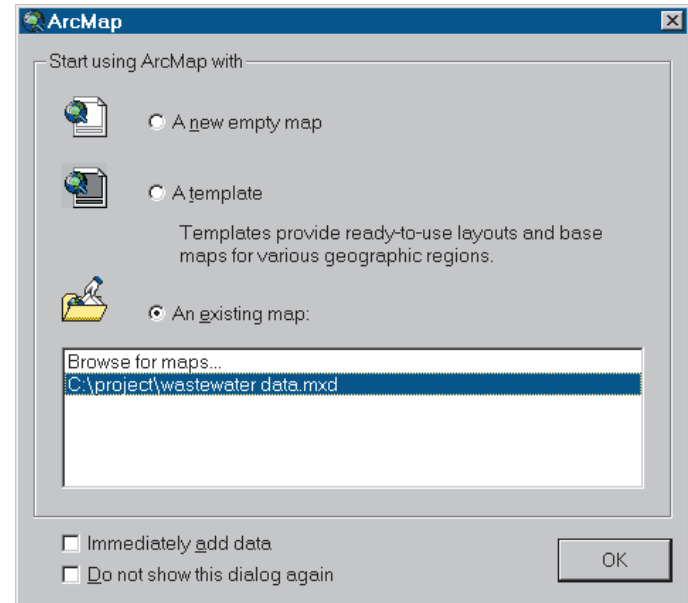 ArcMap
Start using ArcMap with
A new empty map
A template
Templates provide ready-to-use layouts and base
maps for various geographic regions.
An existing map:
Browse for maps...
C:\project\wastewater data.mxd
Immediately add data
Do not show this dialog again
OK